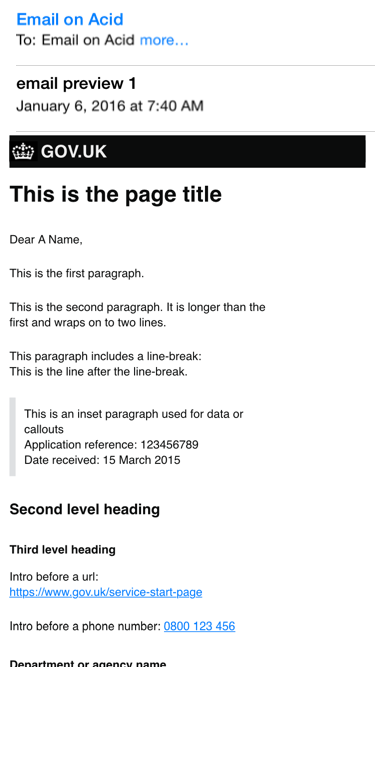 Email on Acid
To: Email on Acid more...
email preview 1
January 6, 2016 at 7:40 AM
GOV.UK
This is the page title
Dear A Name,
This is the first paragraph.
This is the second paragraph. It is longer than the
first and wraps on to two lines.
This paragraph includes a line-break:
This is the line after the line-break.
This is an inset paragraph used for data or
callouts
Application reference: 123456789
Date received: 15 March 2015
Second level heading
Third level heading
Intro before a url:
https://www.gov.uk/service-start-page
Intro before a phone number: 0800 123 456
Department or agency name